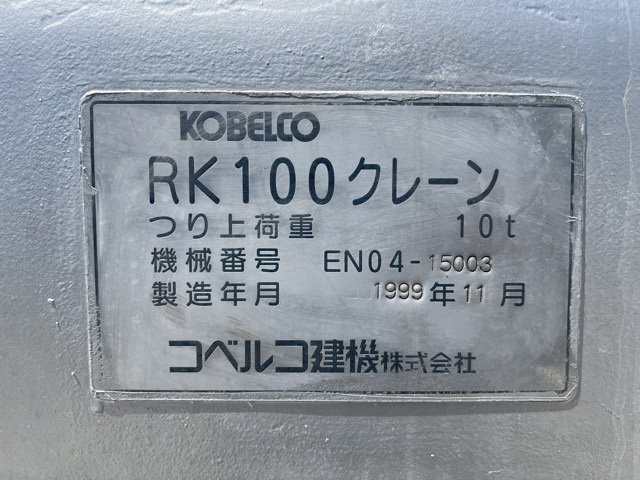 KOBELCO
RK100クレーン
つり上荷重 10t
機械番号 EN04-15003
製造年月 1999年11月
コベルコ建機株式会社